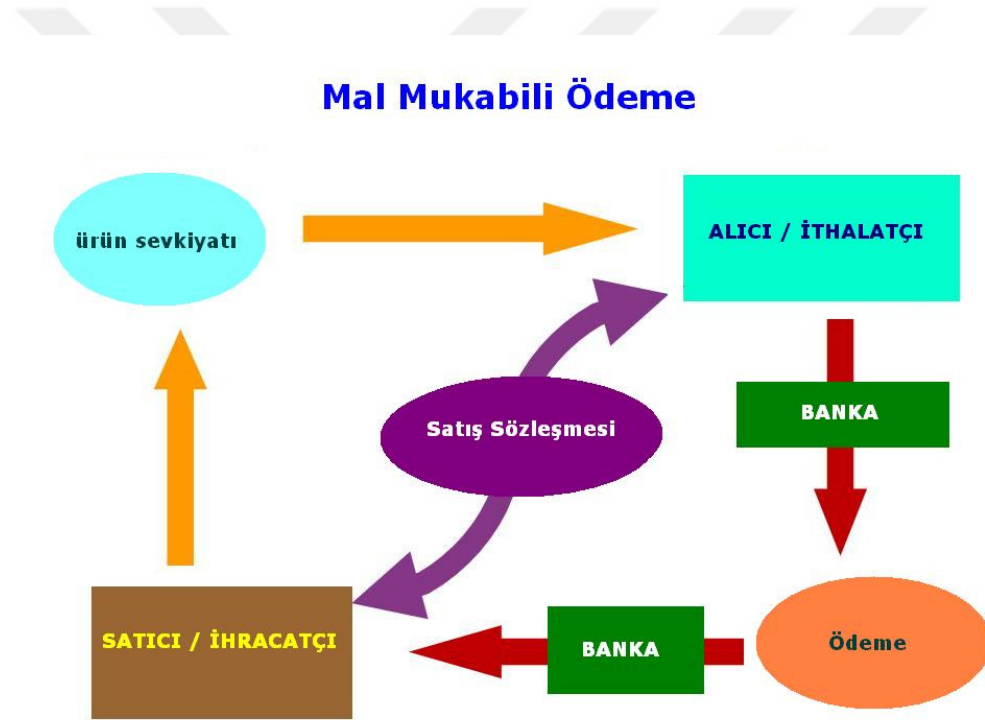 Mal Mukabili Ödeme
ürün sevkiyatı
ALICI / İTHALATÇI
BANKA
Satış Sözleşmesi
SATICI / İHRACATÇI
BANKA
Ödeme